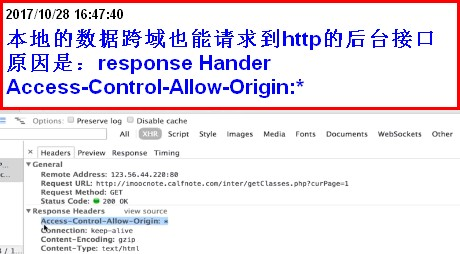 2017/10/28 16:47:40
本地的数据跨域也能请求到http的后台接口
原因是：response Hander
Access-Control-Allow-Origin:*
Options: Preserve log Disable cache
All XHR Script Style Images Media Fonts Documents WebSockets Other
× Headers Preview Response Timing
▼ General
Remote Address: 123.56.44.220:80
Request URL: http://imoocnote.calfnote.com/inter/getClasses.php?curPage=1
Request Method: GET
Status Code: 200 OK
▼ Response Headers view source
Access-Control-Allow-Origin: *
Connection: keep-alive
Content-Encoding: gzip
Content-Type: text/html